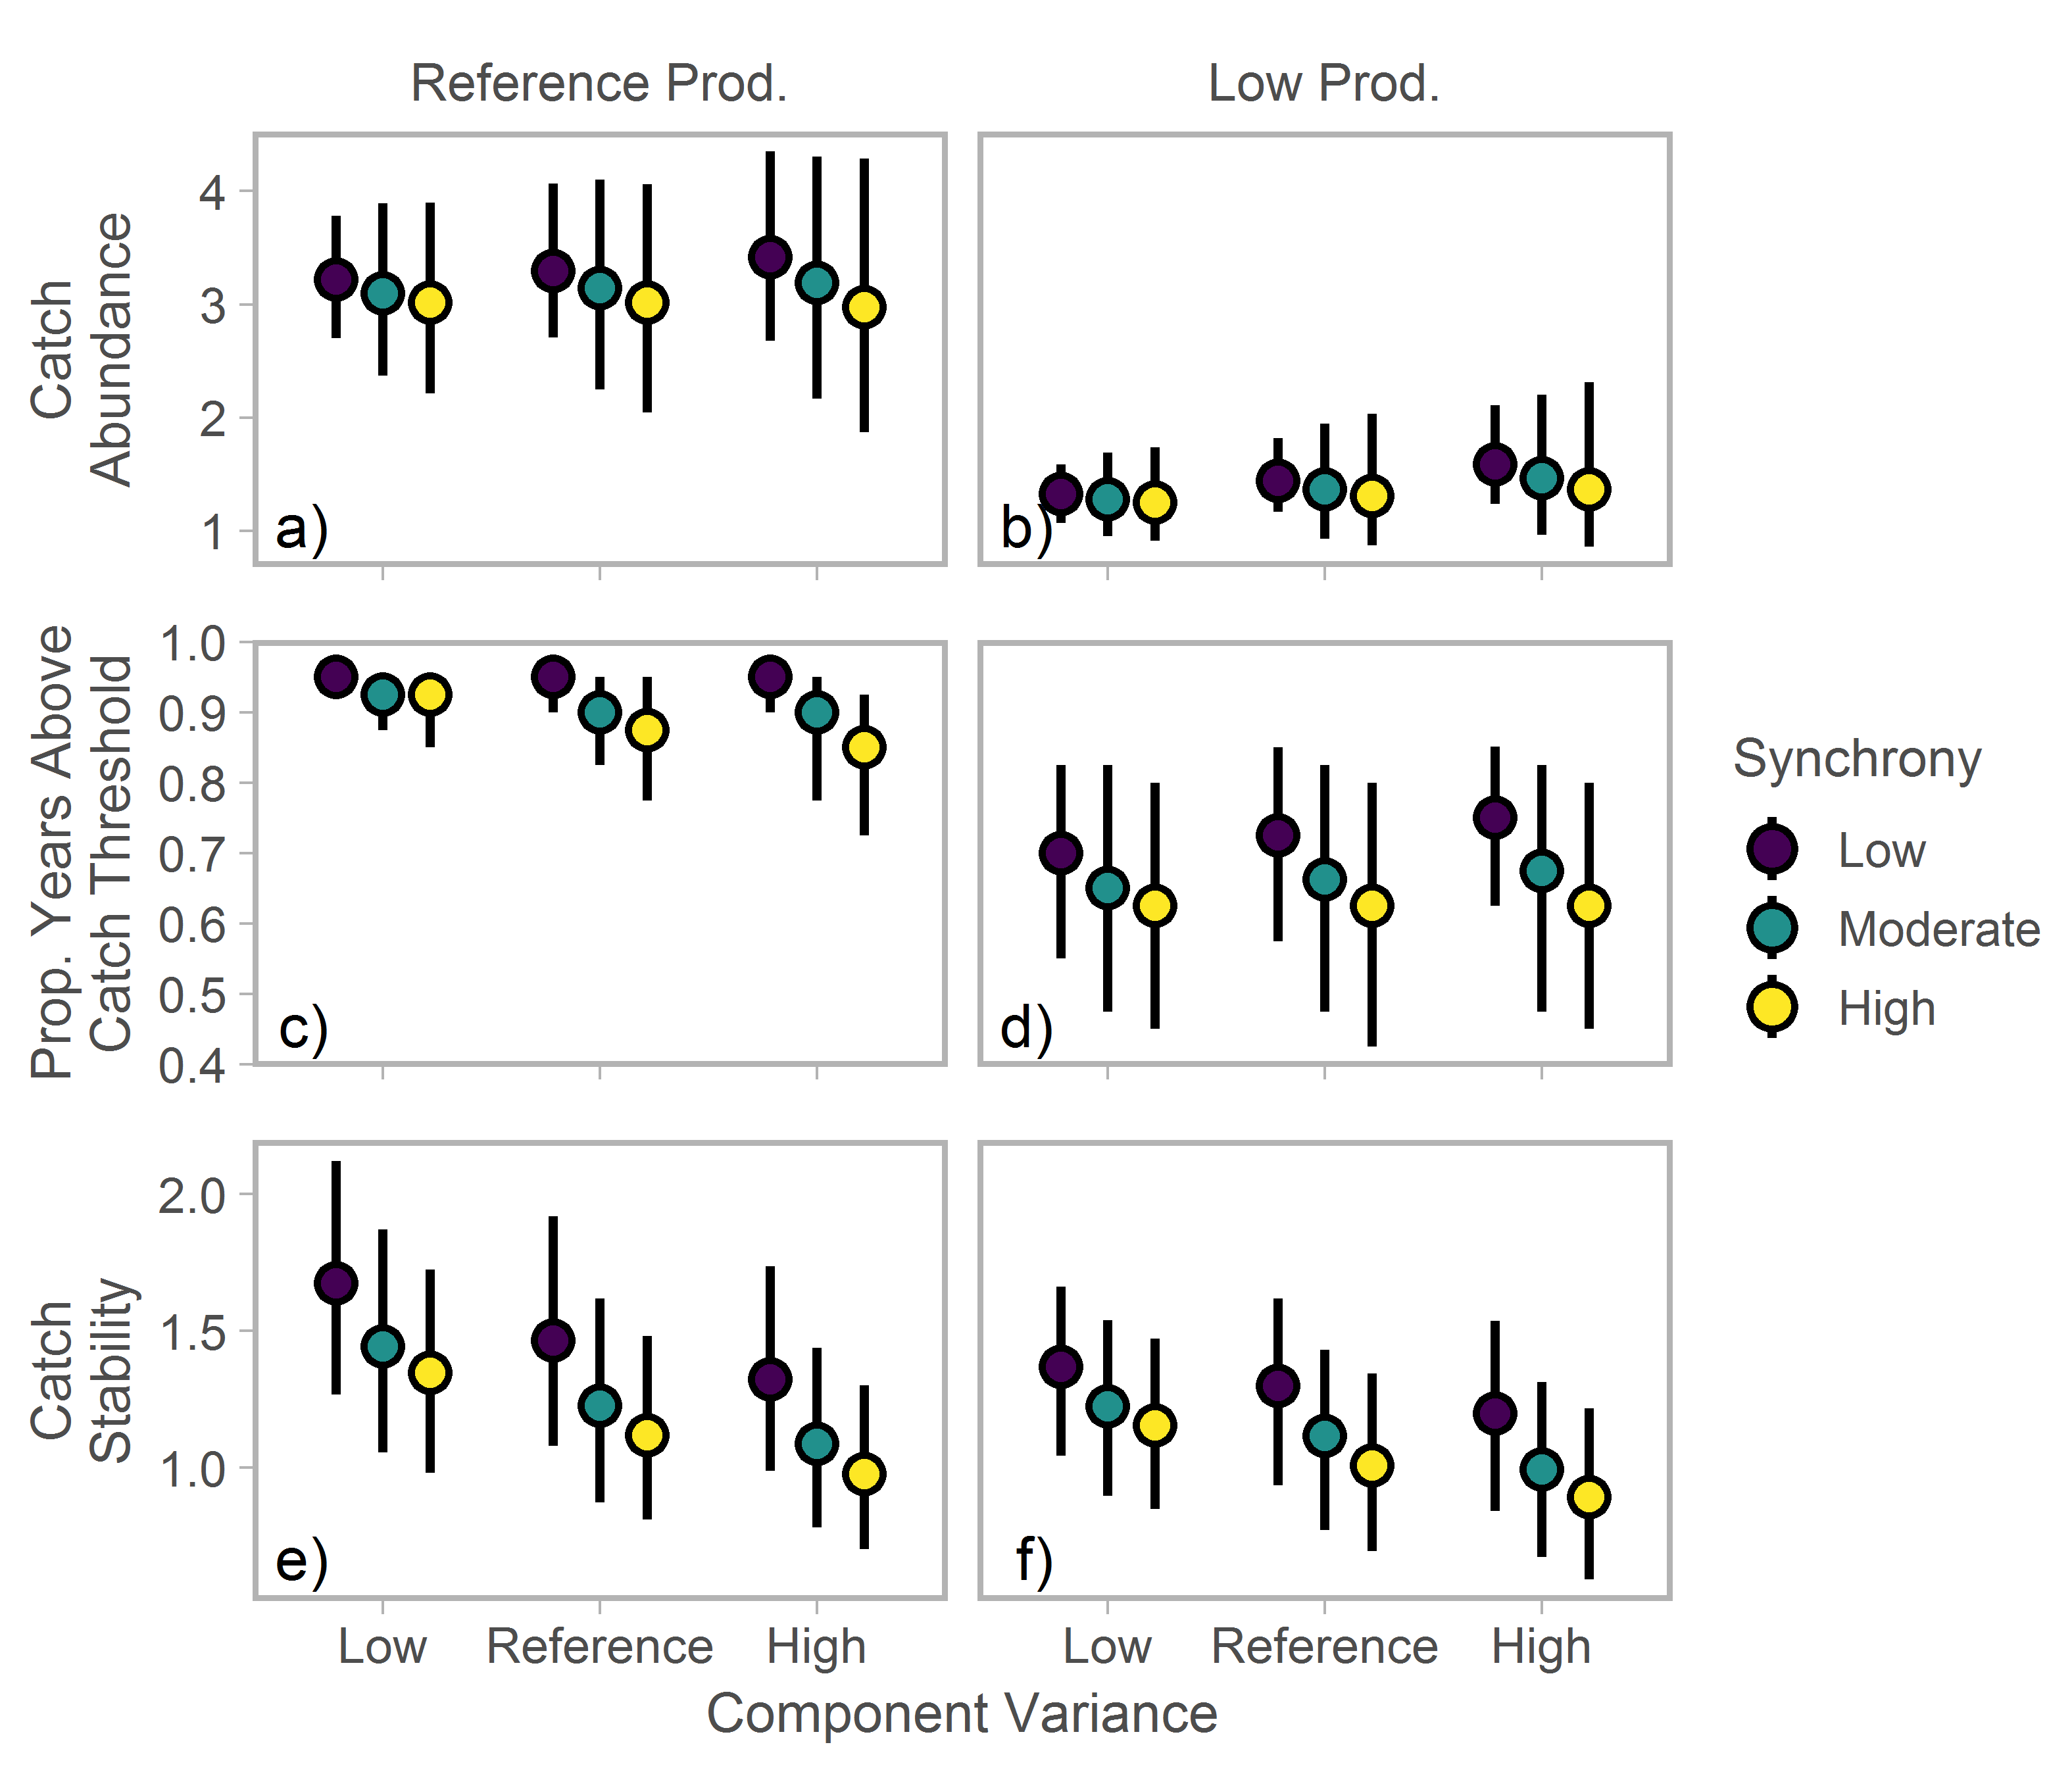 Reference Prod.
Low Prod.
Catch
Abundance
4
3
2
1
a)
b)
Prop. Years Above
Catch Threshold
1.0
0.9
0.8
0.7
0.6
0.5
0.4
c)
d)
Synchrony
Low
Moderate
High
Catch
Stability
2.0
1.5
1.0
e)
f)
Low
Reference
High
Low
Reference
High
Component Variance